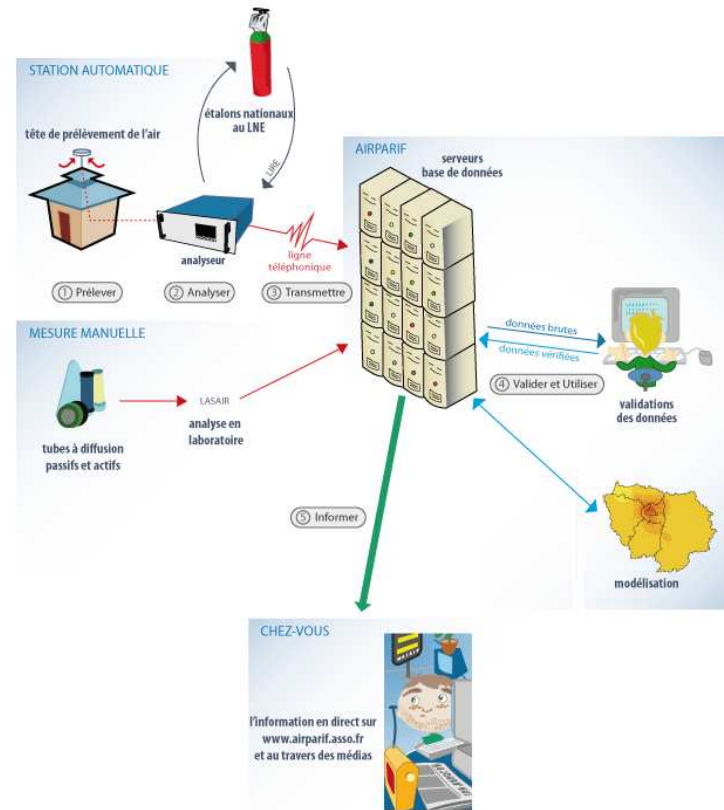 STATION AUTOMATIQUE
étalons nationaux
au LNE
tête de prélèvement de l'air
LIRE
analyseur
ligne
téléphonique
① Prélever
② Analyser
③ Transmettre
AIRPARIF
serveurs
base de données
données brutes
données vérifiées
④ Valider et Utiliser
validations
des données
modélisation
MESURE MANUELLE
LASAIR
analyse en
laboratoire
tubes à diffusion
passifs et actifs
⑤ Informer
CHEZ-VOUS
l'information en direct sur
www.airparif.asso.fr
et au travers des médias